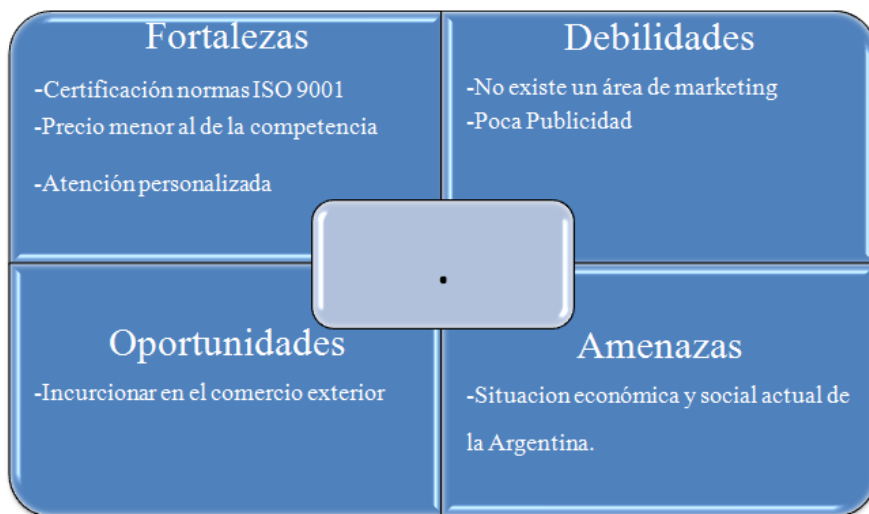 Fortalezas
-Certificación normas ISO 9001
-Precio menor al de la competencia
-Atención personalizada
Debilidades
-No existe un área de marketing
-Poca Publicidad
.
Oportunidades
-Incurcionar en el comercio exterior
Amenazas
-Situacion económica y social actual de
la Argentina.